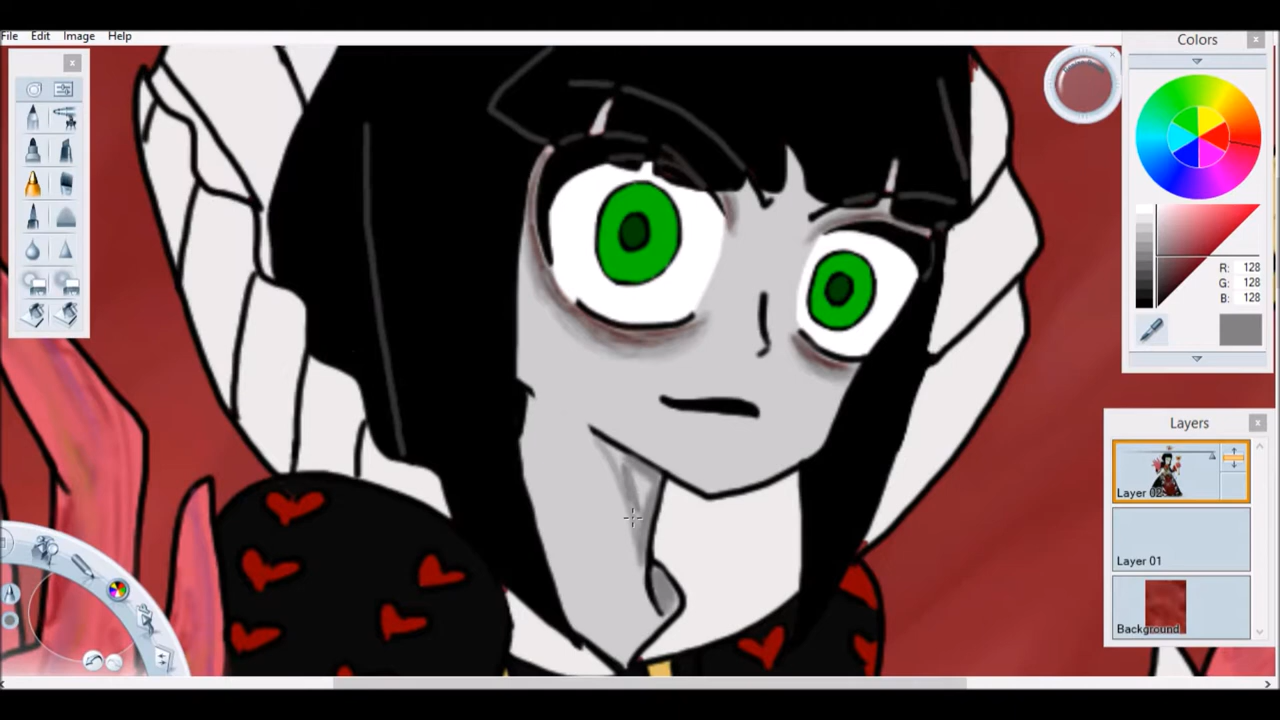 File Edit Image Help
Colors
R: 128
G: 128
B: 128
Layers
Layer 02
Layer 01
Background